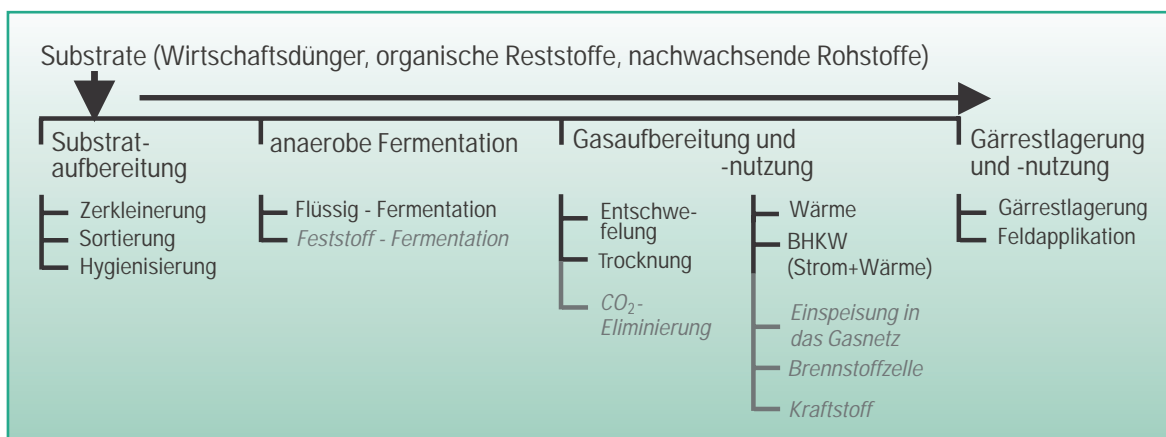 Substrate (Wirtschaftsdünger, organische Reststoffe, nachwachsende Rohstoffe)
Substrat-
aufbereitung
Zerkleinerung
Sortierung
Hygienisierung
anaerobe Fermentation
Flüssig - Fermentation
Feststoff - Fermentation
Gasaufbereitung und
-nutzung
Entschwe-
felung
Trocknung
CO₂-
Eliminierung
Wärme
BHKW
(Strom+Wärme)
Einspeisung in
das Gasnetz
Brennstoffzelle
Kraftstoff
Gärrestlagerung
und -nutzung
Gärrestlagerung
Feldapplikation